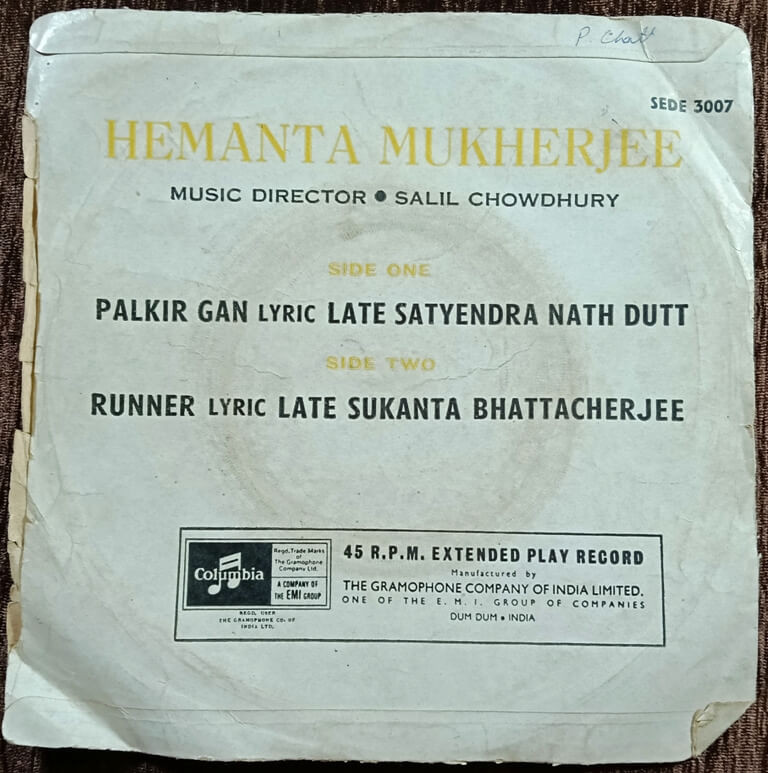 P. Chatt
SEDE 3007
HEMANTA MUKHERJEE
MUSIC DIRECTOR ● SALIL CHOWDHURY
SIDE ONE
PALKIR GAN LYRIC LATE SATYENDRA NATH DUTT
SIDE TWO
RUNNER LYRIC LATE SUKANTA BHATTACHERJEE
Columbia
Regd. Trade Marks
of
The Gramophone
Company Ltd.
A COMPANY OF
THE EMI GROUP
REGD. USER
THE GRAMOPHONE CO. OF
INDIA LTD.
45 R.P.M. EXTENDED PLAY RECORD
Manufactured by
THE GRAMOPHONE COMPANY OF INDIA LIMITED.
ONE OF THE E. M. I. GROUP OF COMPANIES
DUM DUM ● INDIA